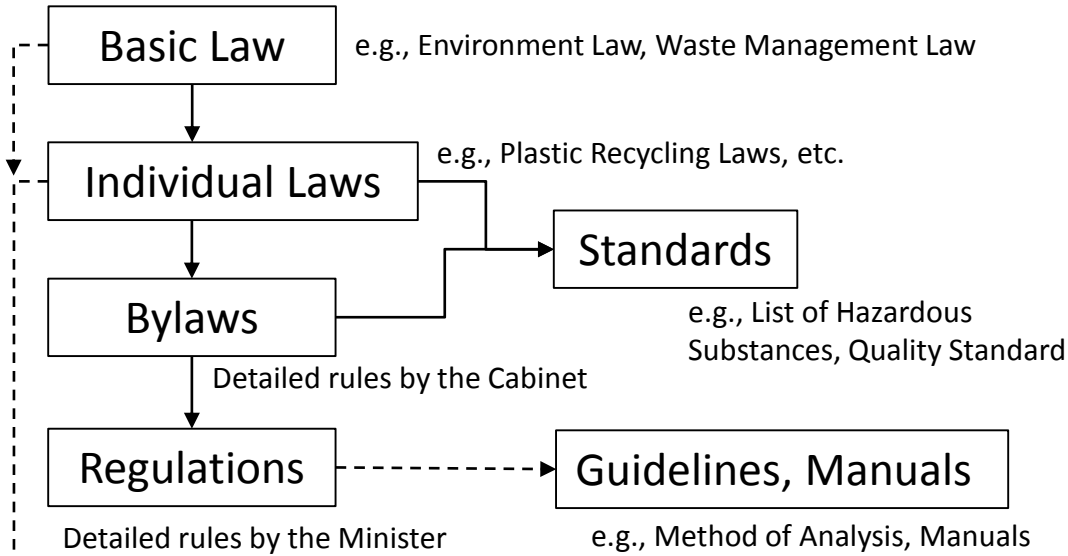 Basic Law
e.g., Environment Law, Waste Management Law
Individual Laws
e.g., Plastic Recycling Laws, etc.
Standards
e.g., List of Hazardous
Substances, Quality Standard
Bylaws
Detailed rules by the Cabinet
Regulations
Detailed rules by the Minister
Guidelines, Manuals
e.g., Method of Analysis, Manuals